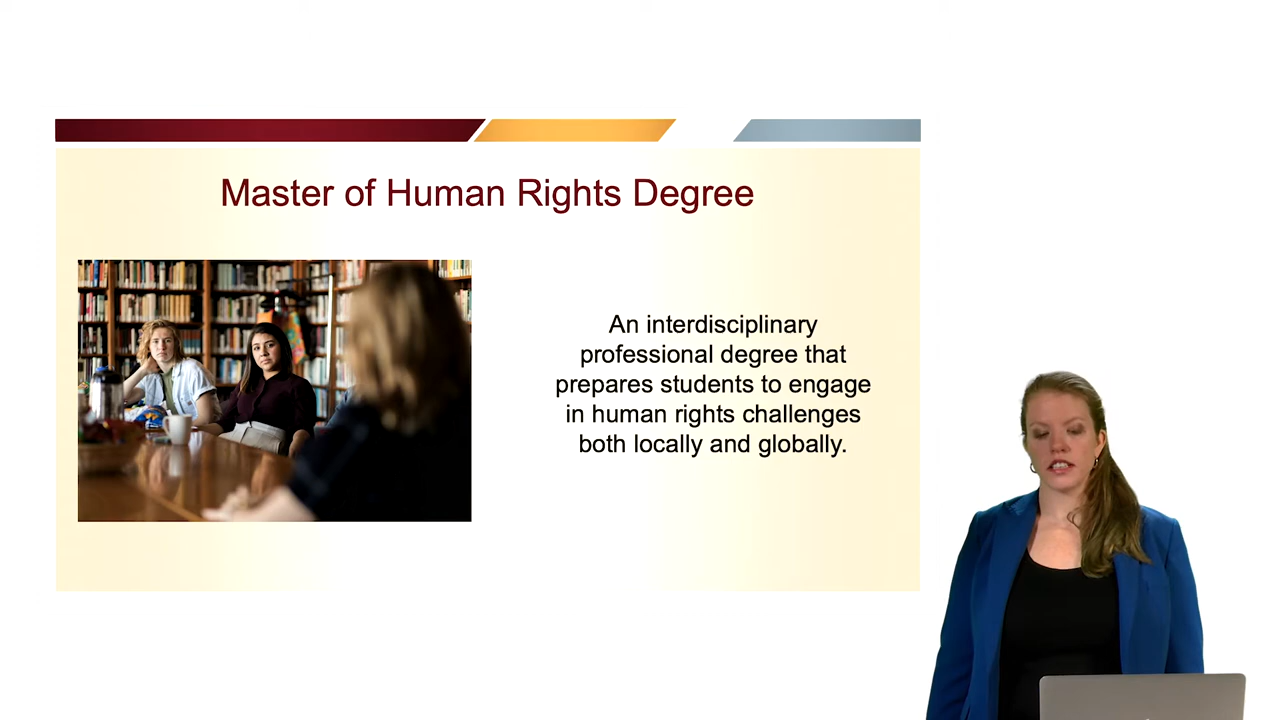 Master of Human Rights Degree
An interdisciplinary
professional degree that
prepares students to engage
in human rights challenges
both locally and globally.